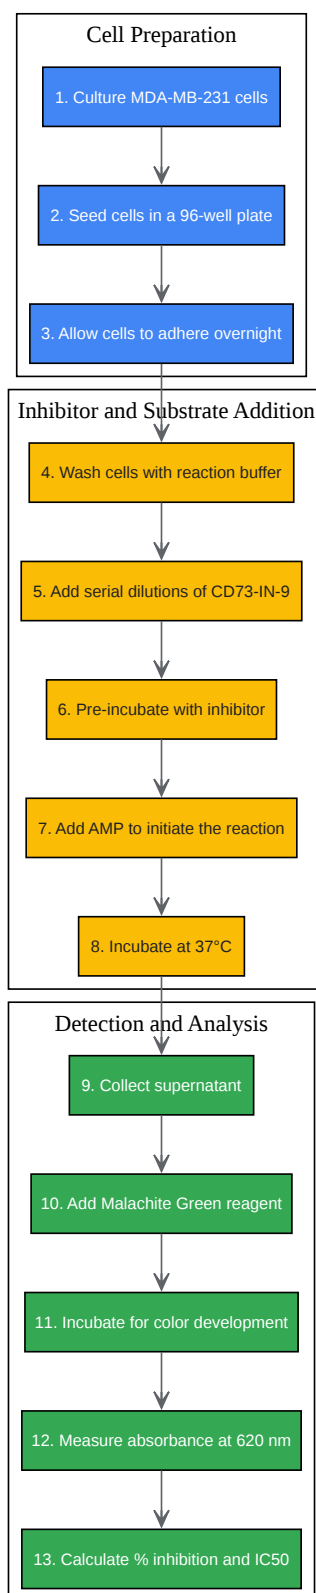 Cell Preparation
1. Culture MDA-MB-231 cells
2. Seed cells in a 96-well plate
3. Allow cells to adhere overnight
Inhibitor and Substrate Addition
4. Wash cells with reaction buffer
5. Add serial dilutions of CD73-IN-9
6. Pre-incubate with inhibitor
7. Add AMP to initiate the reaction
8. Incubate at 37°C
Detection and Analysis
9. Collect supernatant
10. Add Malachite Green reagent
11. Incubate for color development
12. Measure absorbance at 620 nm
13. Calculate % inhibition and IC50